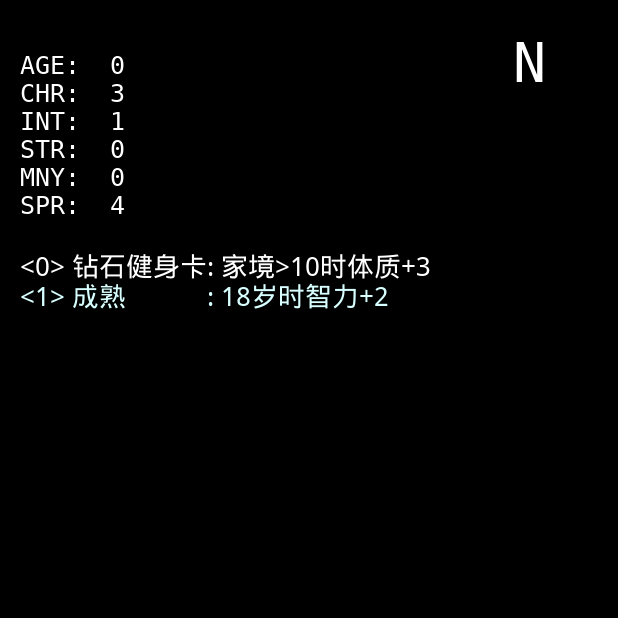 N
AGE: 0
CHR: 3
INT: 1
STR: 0
MNY: 0
SPR: 4
<0> 钻石健身卡: 家境>10时体质+3
<1> 成熟 : 18岁时智力+2